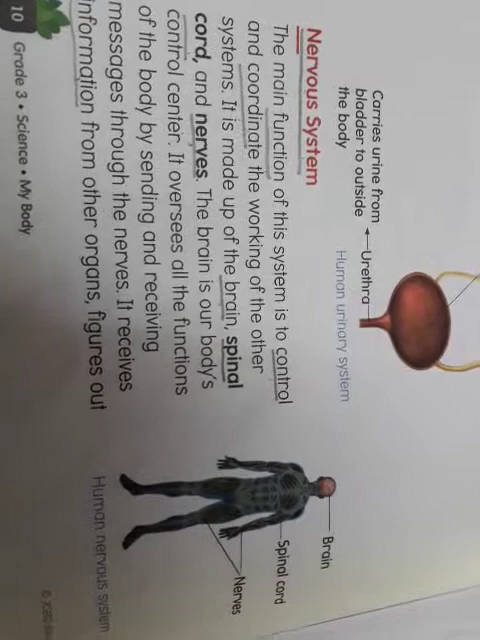 Carries urine from
bladder to outside
the body
Urethra
Human urinary system
Nervous System
The main function of this system is to control
and coordinate the working of the other
systems. It is made up of the brain, spinal
cord, and nerves. The brain is our body's
control center. It oversees all the functions
of the body by sending and receiving
messages through the nerves. It receives
information from other organs, figures out
Brain
Spinal cord
Nerves
Human nervous system
10 Grade 3 • Science • My Body